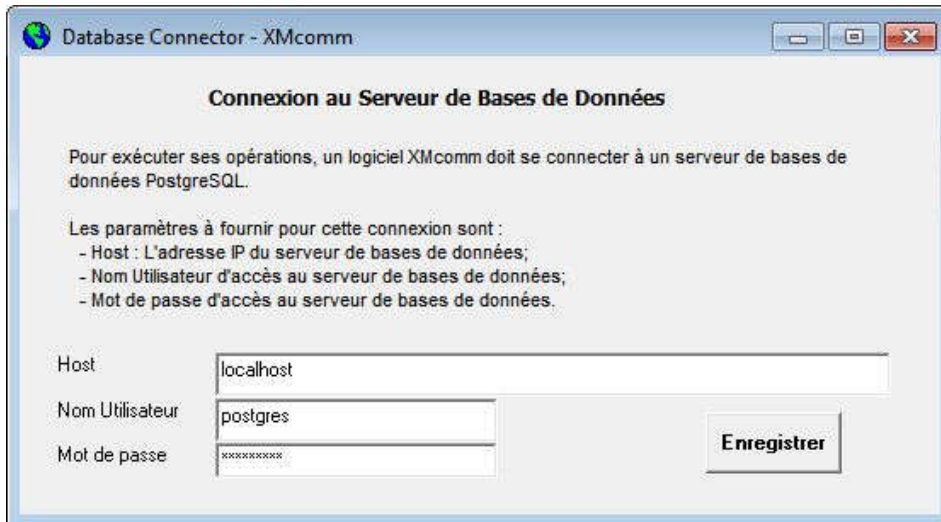 Database Connector - XMcomm
Connexion au Serveur de Bases de Données
Pour exécuter ses opérations, un logiciel XMcomm doit se connecter à un serveur de bases de
données PostgreSQL.
Les paramètres à fournir pour cette connexion sont :
- Host : L'adresse IP du serveur de bases de données;
- Nom Utilisateur d'accès au serveur de bases de données;
- Mot de passe d'accès au serveur de bases de données.
Host localhost
Nom Utilisateur postgres
Mot de passe ×××××××××
Enregistrer